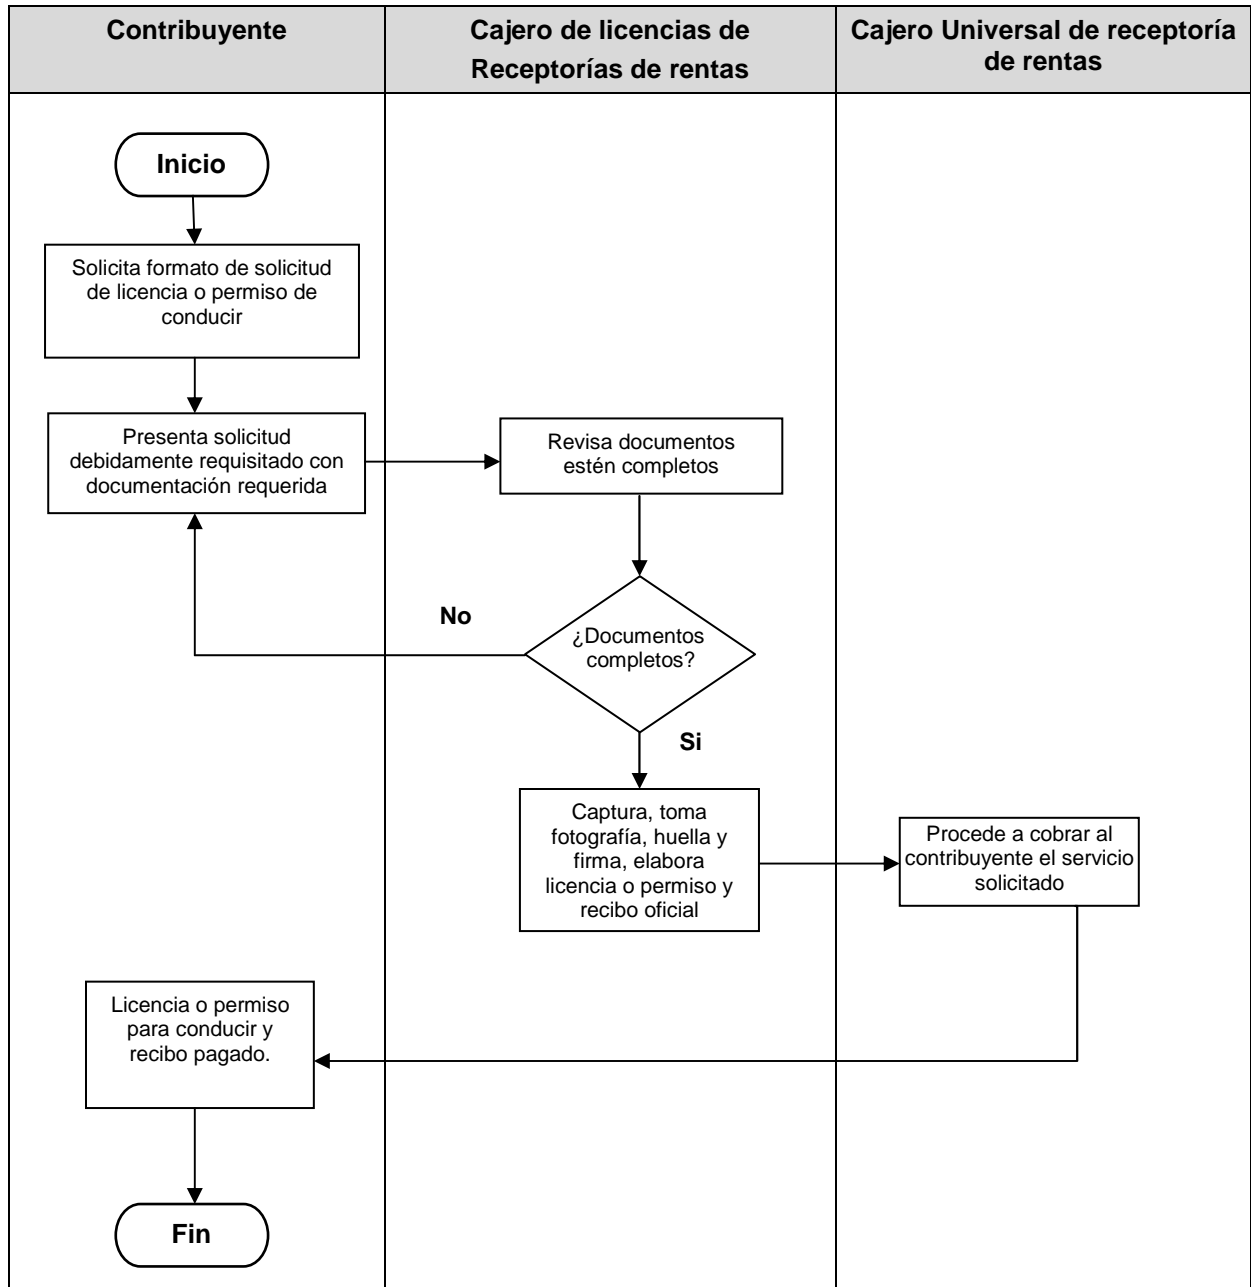 Contribuyente
Cajero de licencias de
Receptorías de rentas
Cajero Universal de receptoría
de rentas
Inicio
Solicita formato de solicitud
de licencia o permiso de
conducir
Presenta solicitud
debidamente requisitado con
documentación requerida
Revisa documentos
estén completos
No
¿Documentos
completos?
Si
Captura, toma
fotografía, huella y
firma, elabora
licencia o permiso y
recibo oficial
Procede a cobrar al
contribuyente el servicio
solicitado
Licencia o permiso
para conducir y
recibo pagado.
Fin